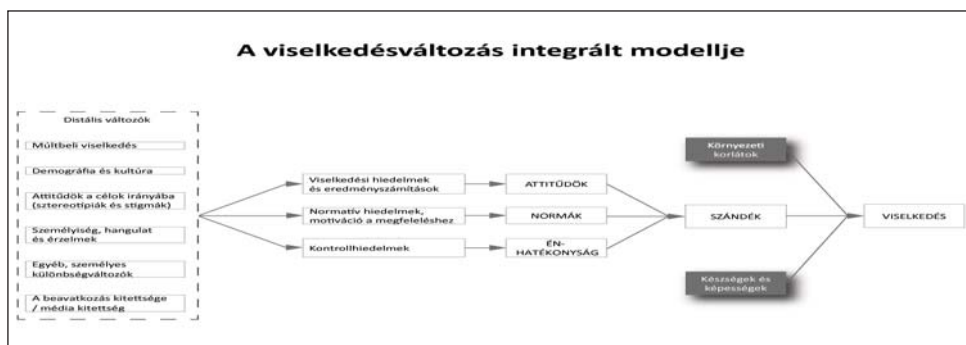 A viselkedésváltozás integrált modellje
Distális változók
Múltbeli viselkedés
Demográfia és kultúra
Attitűdök a célok irányába
(sztereotípiák és stigmák)
Személyiség, hangulat
és érzelmek
Egyéb, személyes
különbségváltozók
A beavatkozás kitettsége
/ média kitettség
Viselkedési hiedelmek
és eredményszámítások
Normatív hiedelmek,
motiváció a megfeleléshez
Kontrollhiedelmek
ATTITŰDÖK
NORMÁK
ÉN-
HATÉKONYSÁG
Környezeti
korlátok
SZÁNDÉK
Készségek és
képességek
VISELKEDÉS